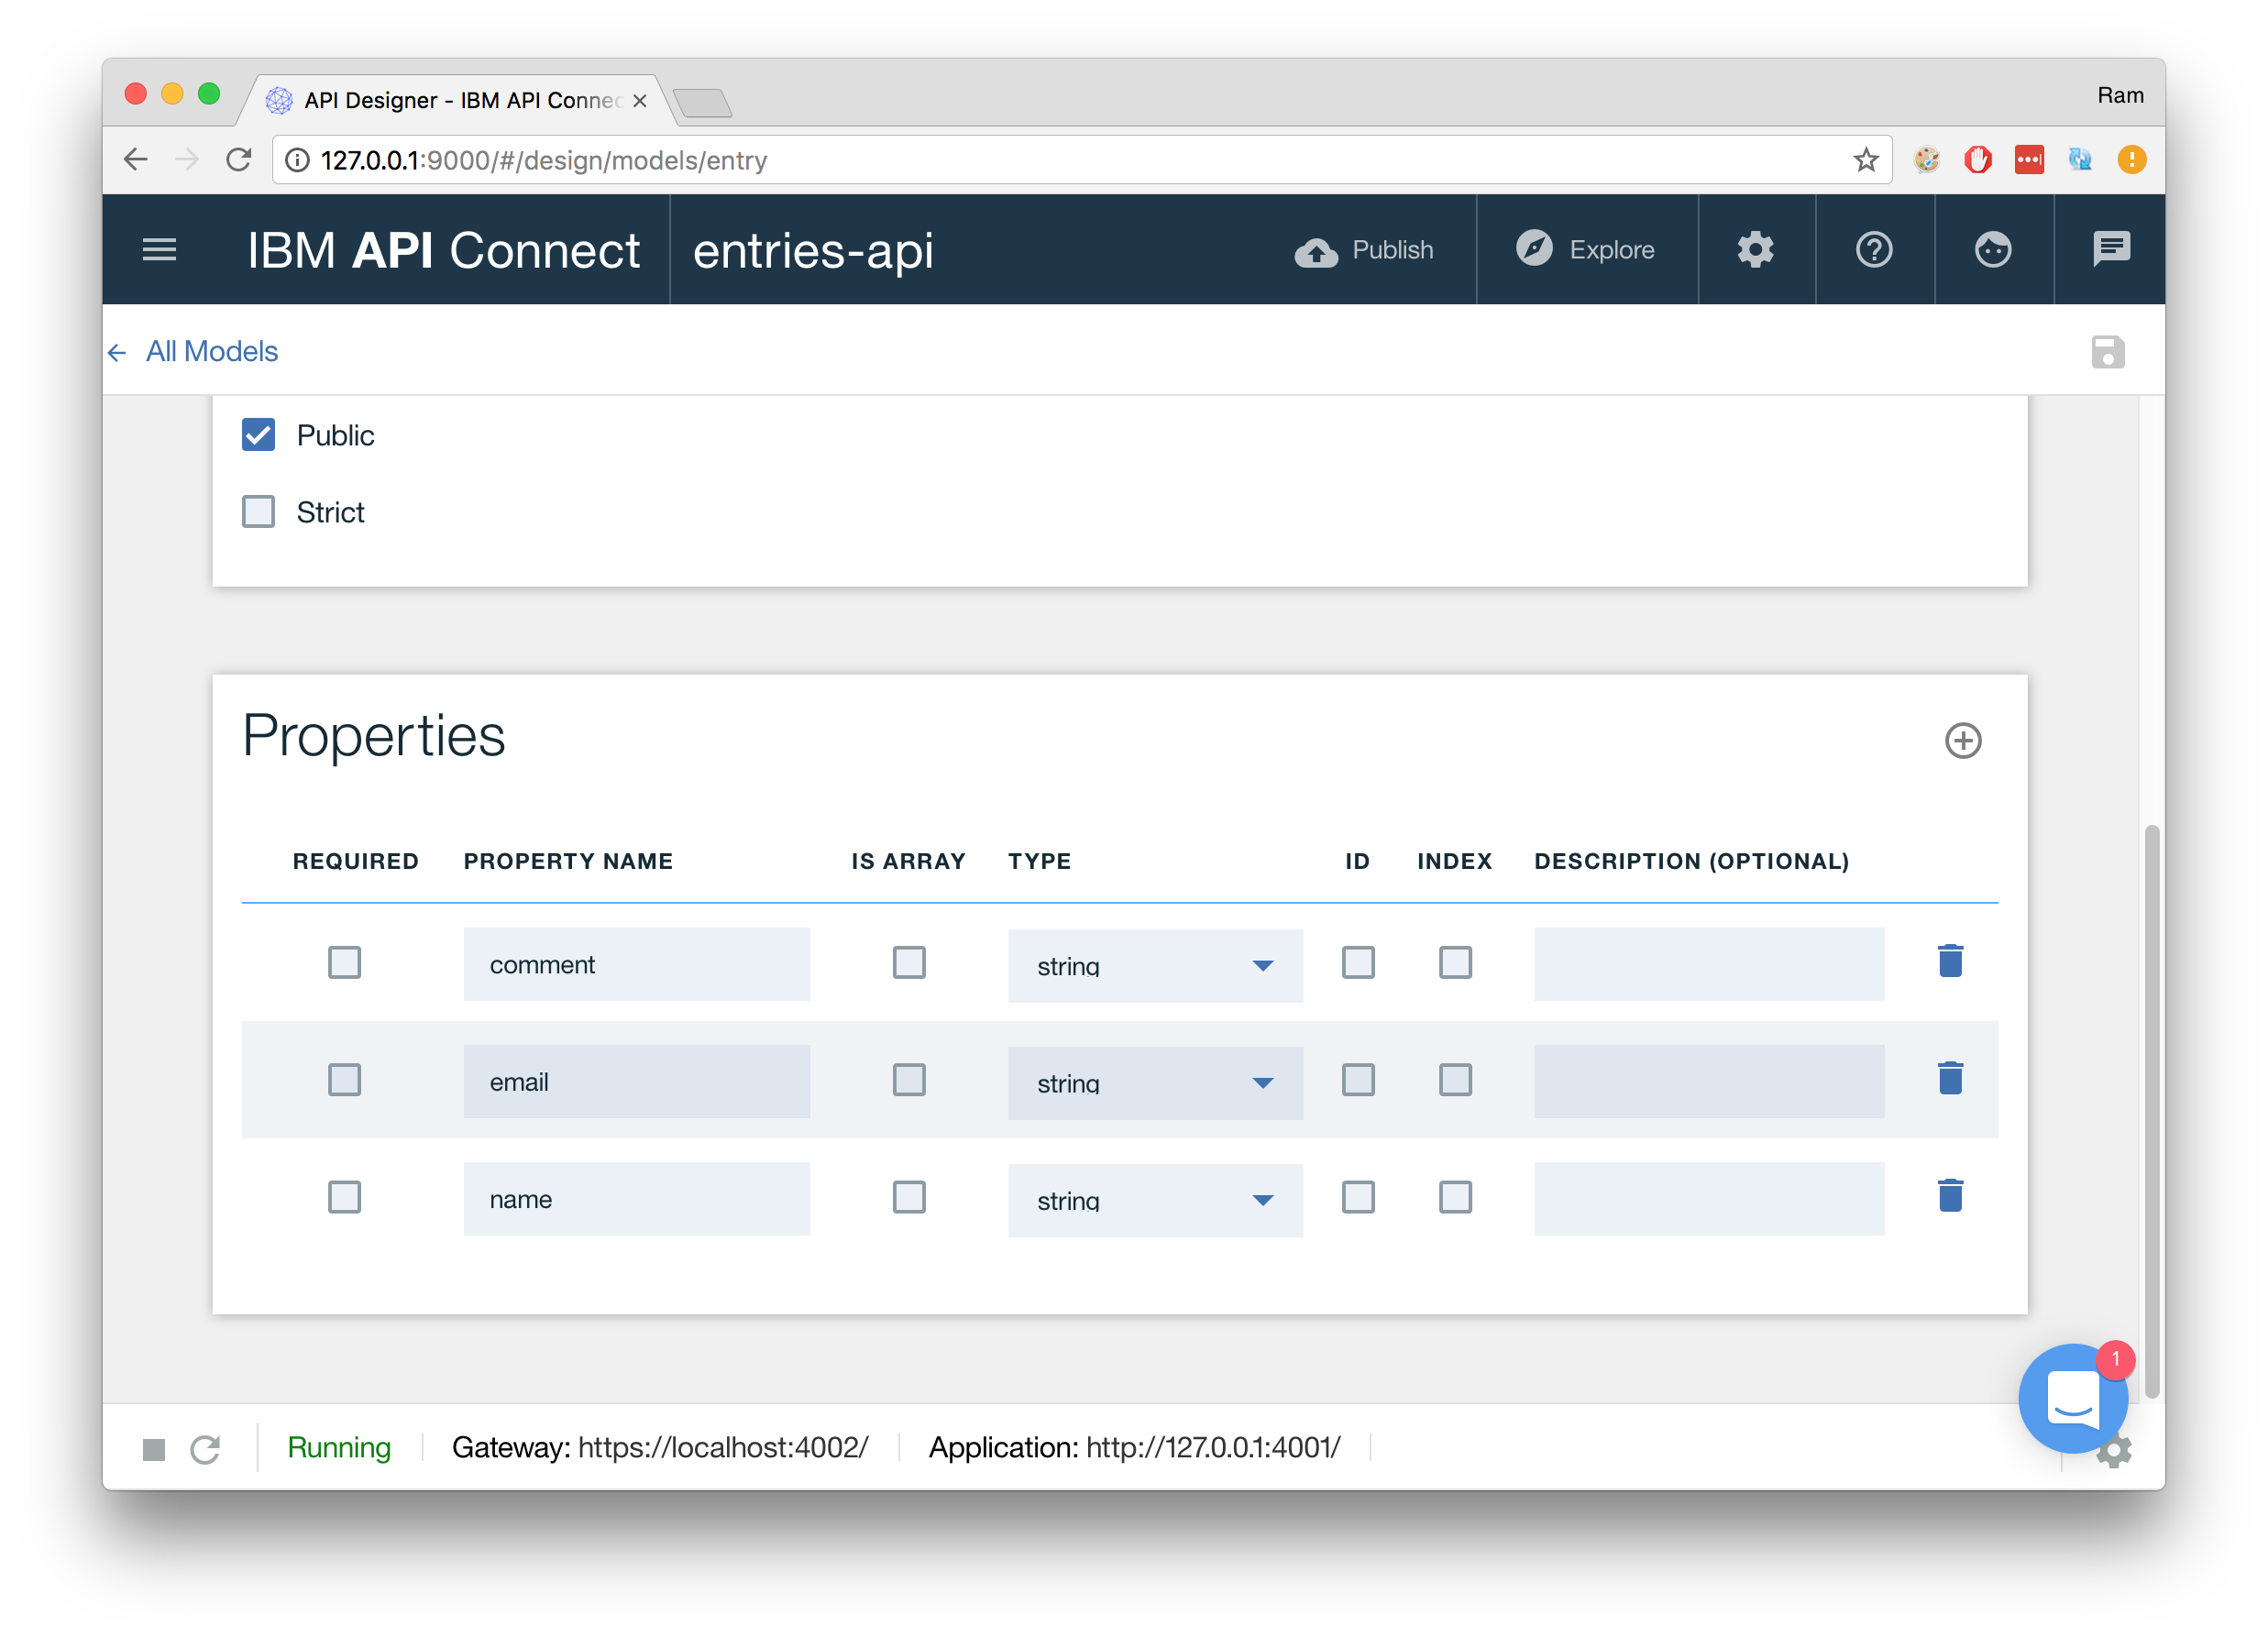 API Designer - IBM API Connec
Ram
127.0.0.1:9000/#/design/models/entry
IBM API Connect
entries-api
Publish
Explore
All Models
Public
Strict
Properties
REQUIRED PROPERTY NAME IS ARRAY TYPE ID INDEX DESCRIPTION (OPTIONAL)
comment string
email string
name string
1
Running Gateway: https://localhost:4002/ Application: http://127.0.0.1:4001/